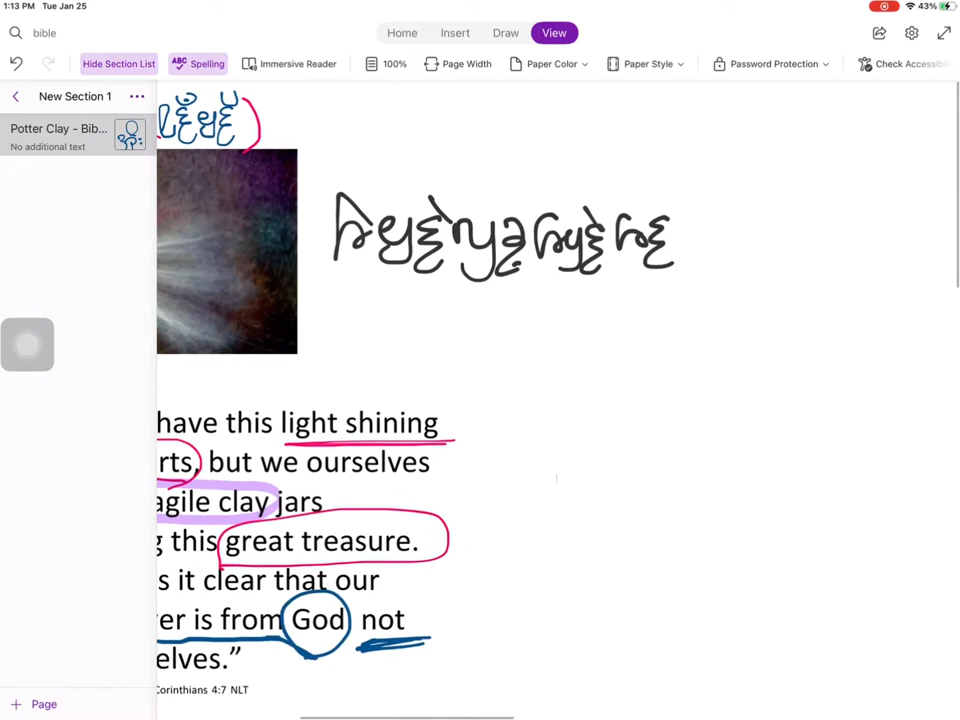 1:13 PM Tue Jan 25
43%
bible
Home Insert Draw View
Hide Section List
ABC Spelling
Immersive Reader
100%
Page Width
Paper Color
Paper Style
Password Protection
Check Accessibi
New Section 1
Potter Clay - Bib...
No additional text
have this light shining
rts, but we ourselves
agile clay jars
g this great treasure.
s it clear that our
er is from God not
elves.”
Corinthians 4:7 NLT
+ Page